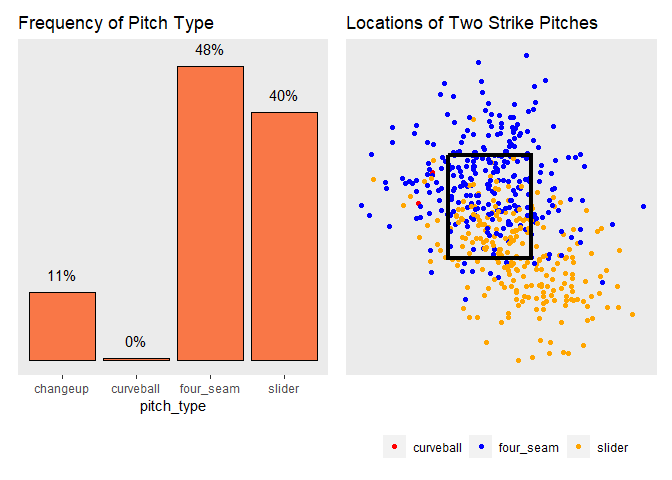 Frequency of Pitch Type
48%
40%
11%
0%
changeup curveball four_seam slider
pitch_type
Locations of Two Strike Pitches
curveball four_seam slider